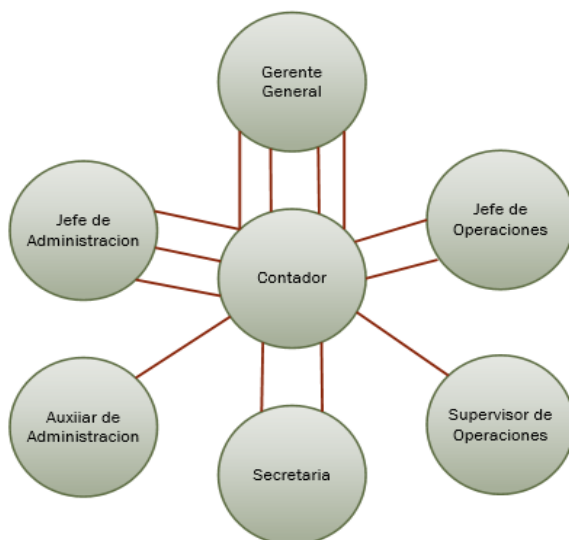 Gerente
General
Jefe de
Administracion
Jefe de
Operaciones
Contador
Auxiiar de
Administracion
Supervisor de
Operaciones
Secretaria